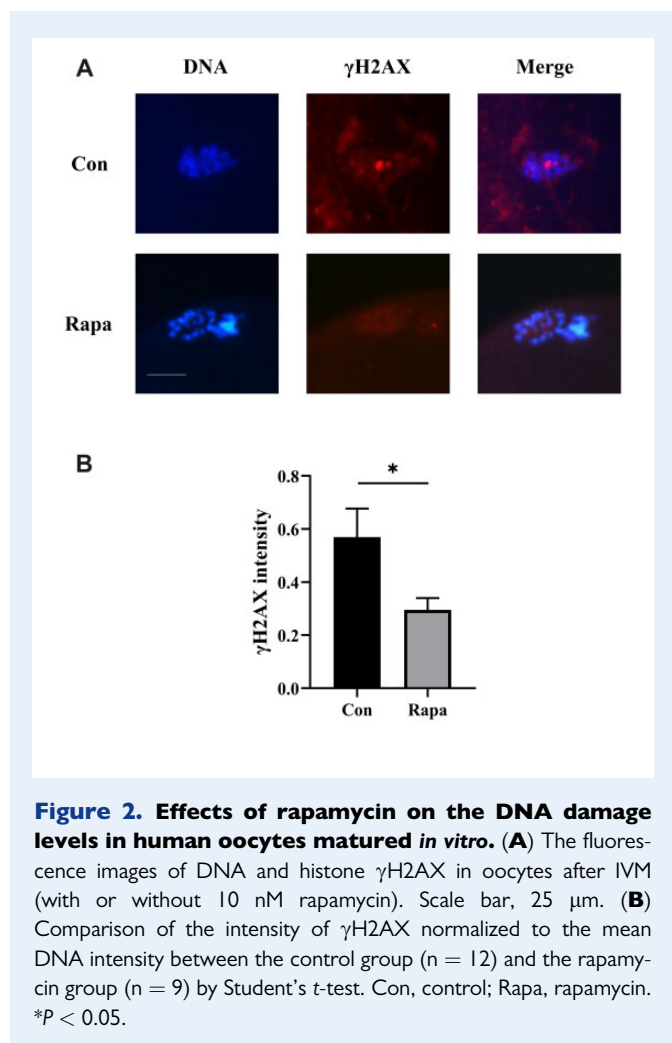 A
DNA γH2AX Merge
Con
Rapa
B
0.8
0.6
0.4
0.2
0.0
γH2AX intensity
*
Con Rapa
Figure 2. Effects of rapamycin on the DNA damage
levels in human oocytes matured in vitro. (A) The fluores-
cence images of DNA and histone γH2AX in oocytes after IVM
(with or without 10 nM rapamycin). Scale bar, 25 μm. (B)
Comparison of the intensity of γH2AX normalized to the mean
DNA intensity between the control group (n = 12) and the rapamy-
cin group (n = 9) by Student's t-test. Con, control; Rapa, rapamycin.
*P < 0.05.